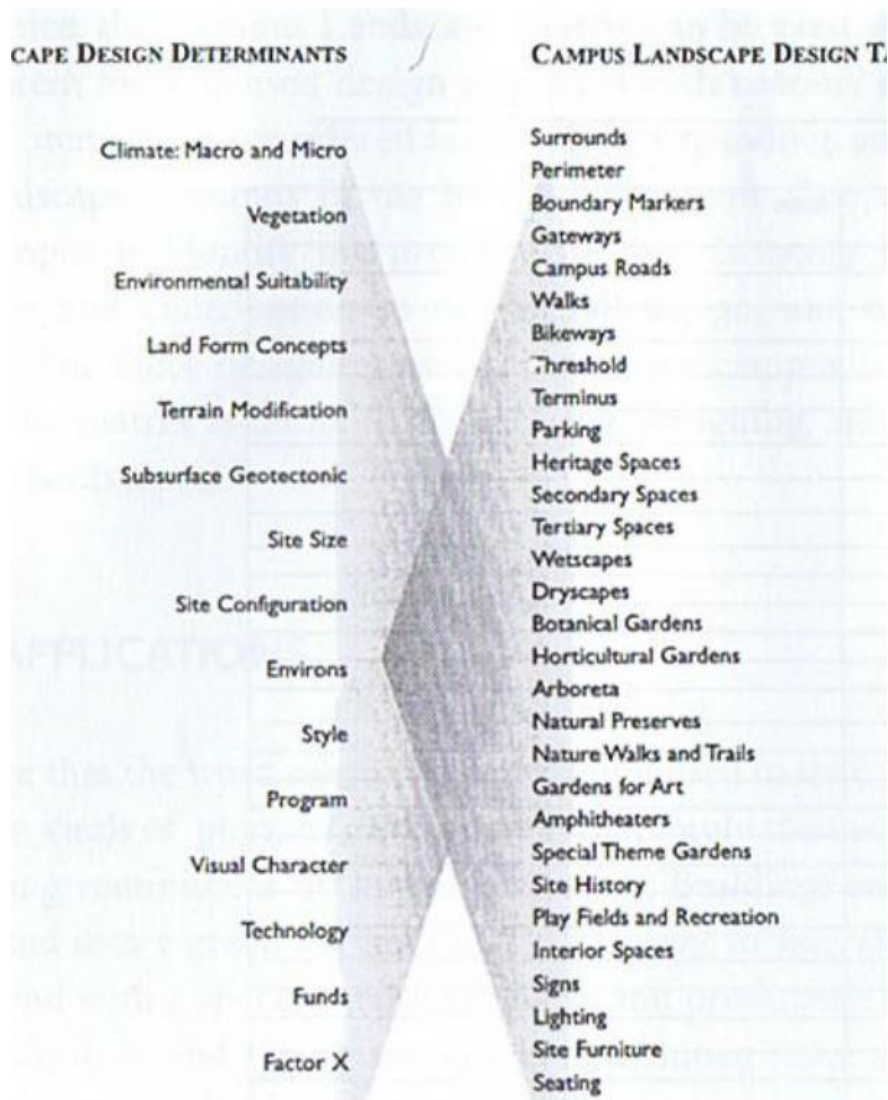 CAPE DESIGN DETERMINANTS
Climate: Macro and Micro
Vegetation
Environmental Suitability
Land Form Concepts
Terrain Modification
Subsurface Geotectonic
Site Size
Site Configuration
Environs
Style
Program
Visual Character
Technology
Funds
Factor X
CAMPUS LANDSCAPE DESIGN TA
Surrounds
Perimeter
Boundary Markers
Gateways
Campus Roads
Walks
Bikeways
Threshold
Terminus
Parking
Heritage Spaces
Secondary Spaces
Tertiary Spaces
Wetscapes
Dryscapes
Botanical Gardens
Horticultural Gardens
Arboreta
Natural Preserves
Nature Walks and Trails
Gardens for Art
Amphitheaters
Special Theme Gardens
Site History
Play Fields and Recreation
Interior Spaces
Signs
Lighting
Site Furniture
Seating